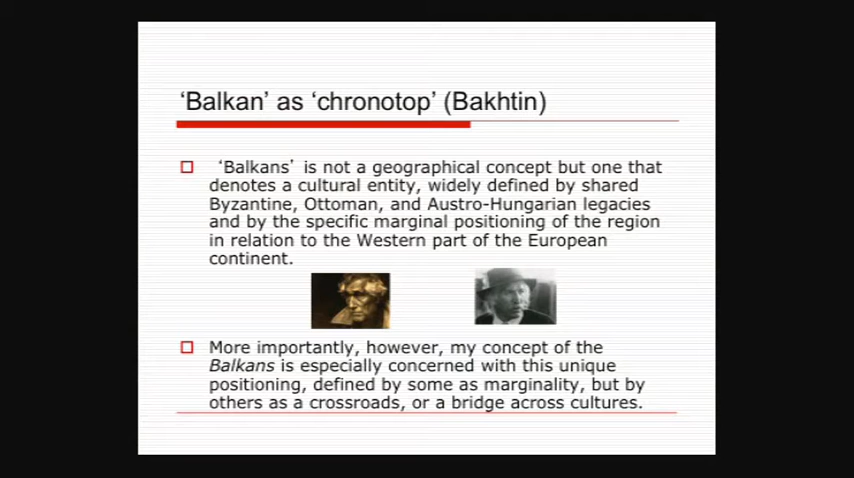 ‘Balkan’ as ‘chronotop’ (Bakhtin)
‘Balkans’ is not a geographical concept but one that
denotes a cultural entity, widely defined by shared
Byzantine, Ottoman, and Austro-Hungarian legacies
and by the specific marginal positioning of the region
in relation to the Western part of the European
continent.
More importantly, however, my concept of the
Balkans is especially concerned with this unique
positioning, defined by some as marginality, but by
others as a crossroads, or a bridge across cultures.